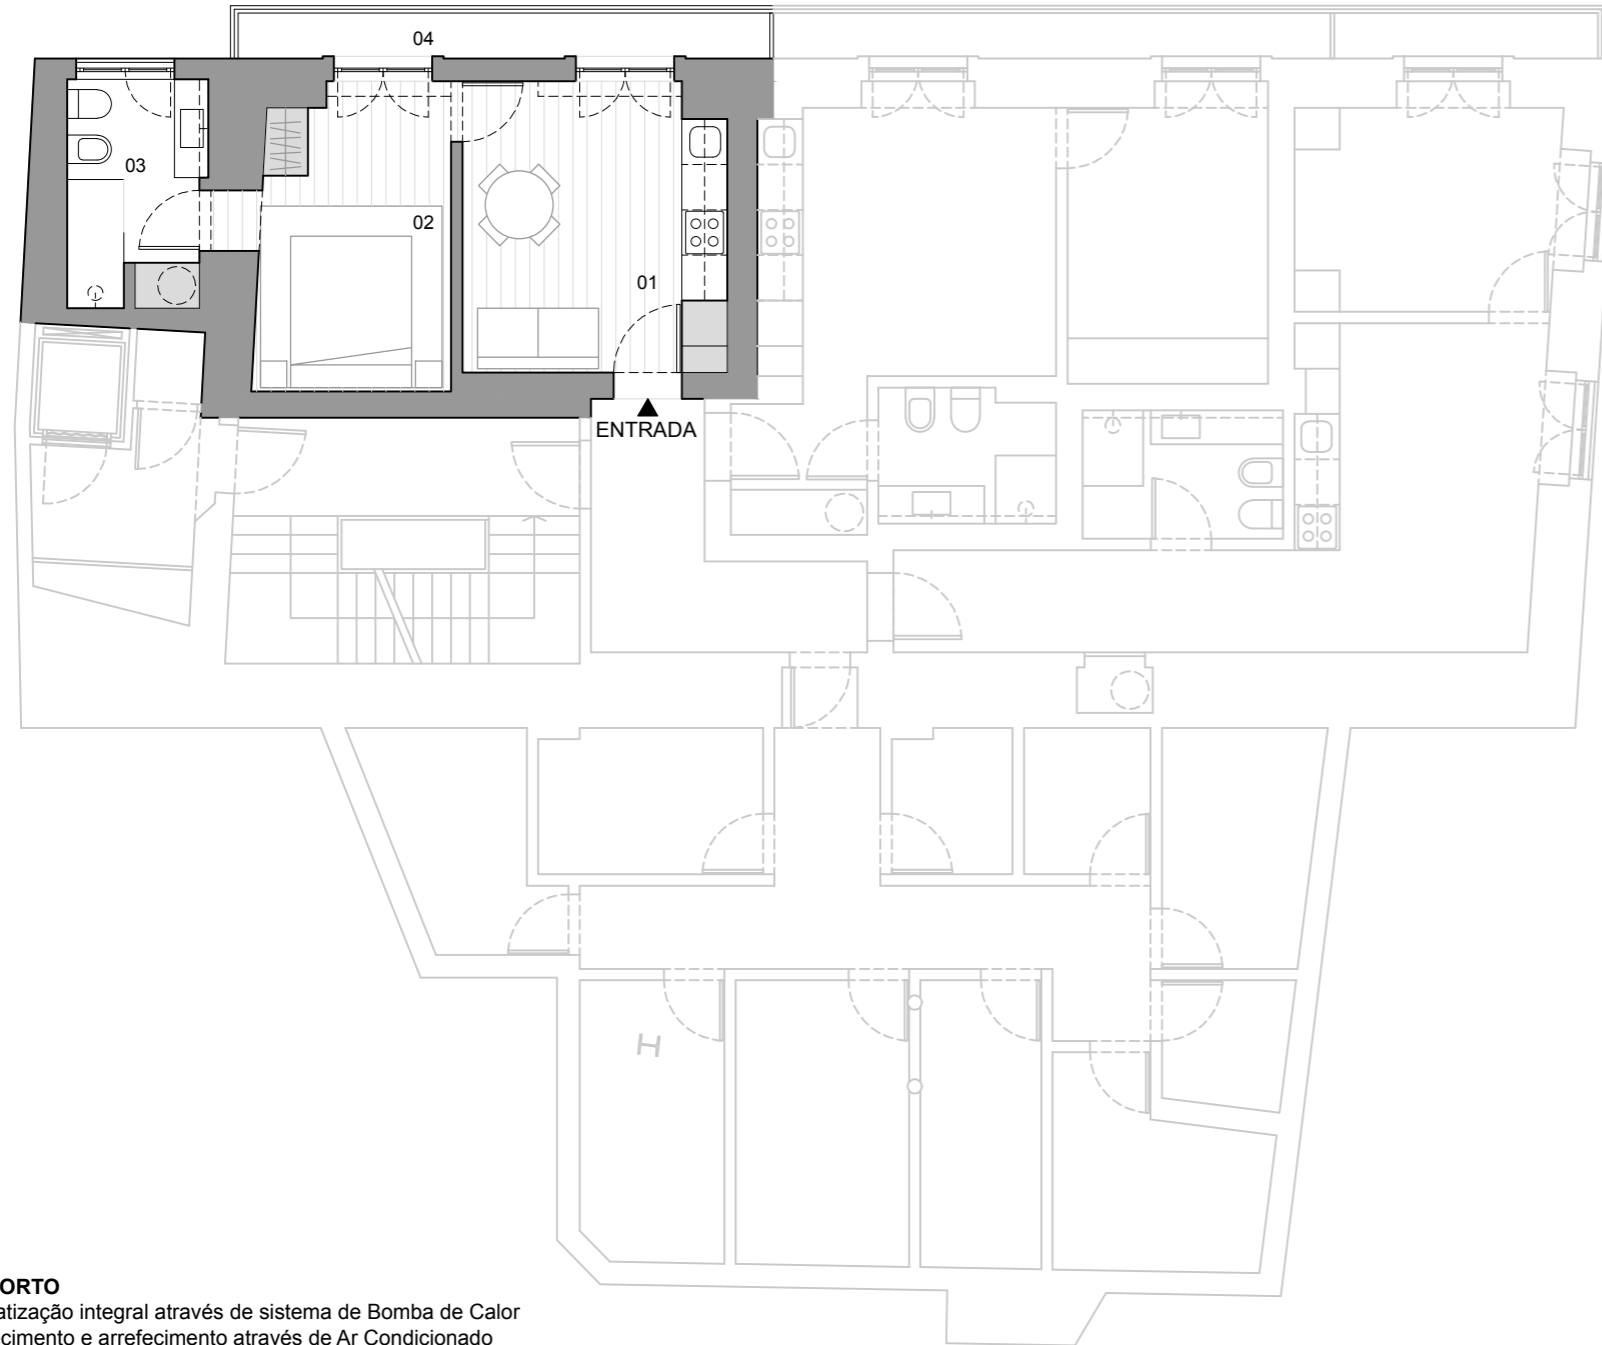 04
03
02
01
ENTRADA
ORTO
atização integral através de sistema de Bomba de Calor
ecimento e arrefecimento através de Ar Condicionado